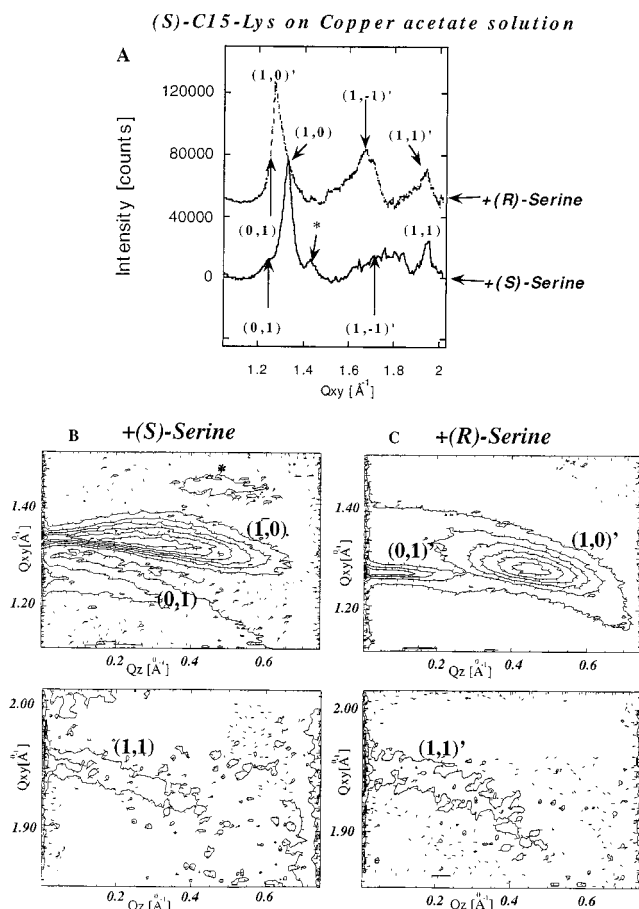 (S)-C15-Lys on Copper acetate solution
A
Intensity [counts]
120000
80000
40000
0
(1,0)'
(1,0)
(1,-1)'
(1,1)'
+(R)-Serine
(0,1)
*
(1,1)
+(S)-Serine
(0,1)
(1,-1)'
1.2 1.4 1.6 1.8 2
Qxy [Å-1]
B +(S)-Serine
C +(R)-Serine
Qxy[Å-1]
1.40
1.20
*
(1,0)
(0,1)
0.2 0.4 0.6
Qz [Å-1]
Qxy[Å-1]
1.40
1.20
(0,1)'
(1,0)'
0.2 0.4 0.6
Qz [Å-1]
Qxy[Å-1]
2.00
1.90
(1,1)
0.2 0.4 0.6
Qz [Å-1]
Qxy[Å-1]
2.00
1.90
(1,1)'
0.2 0.4 0.6
Qz [Å-1]